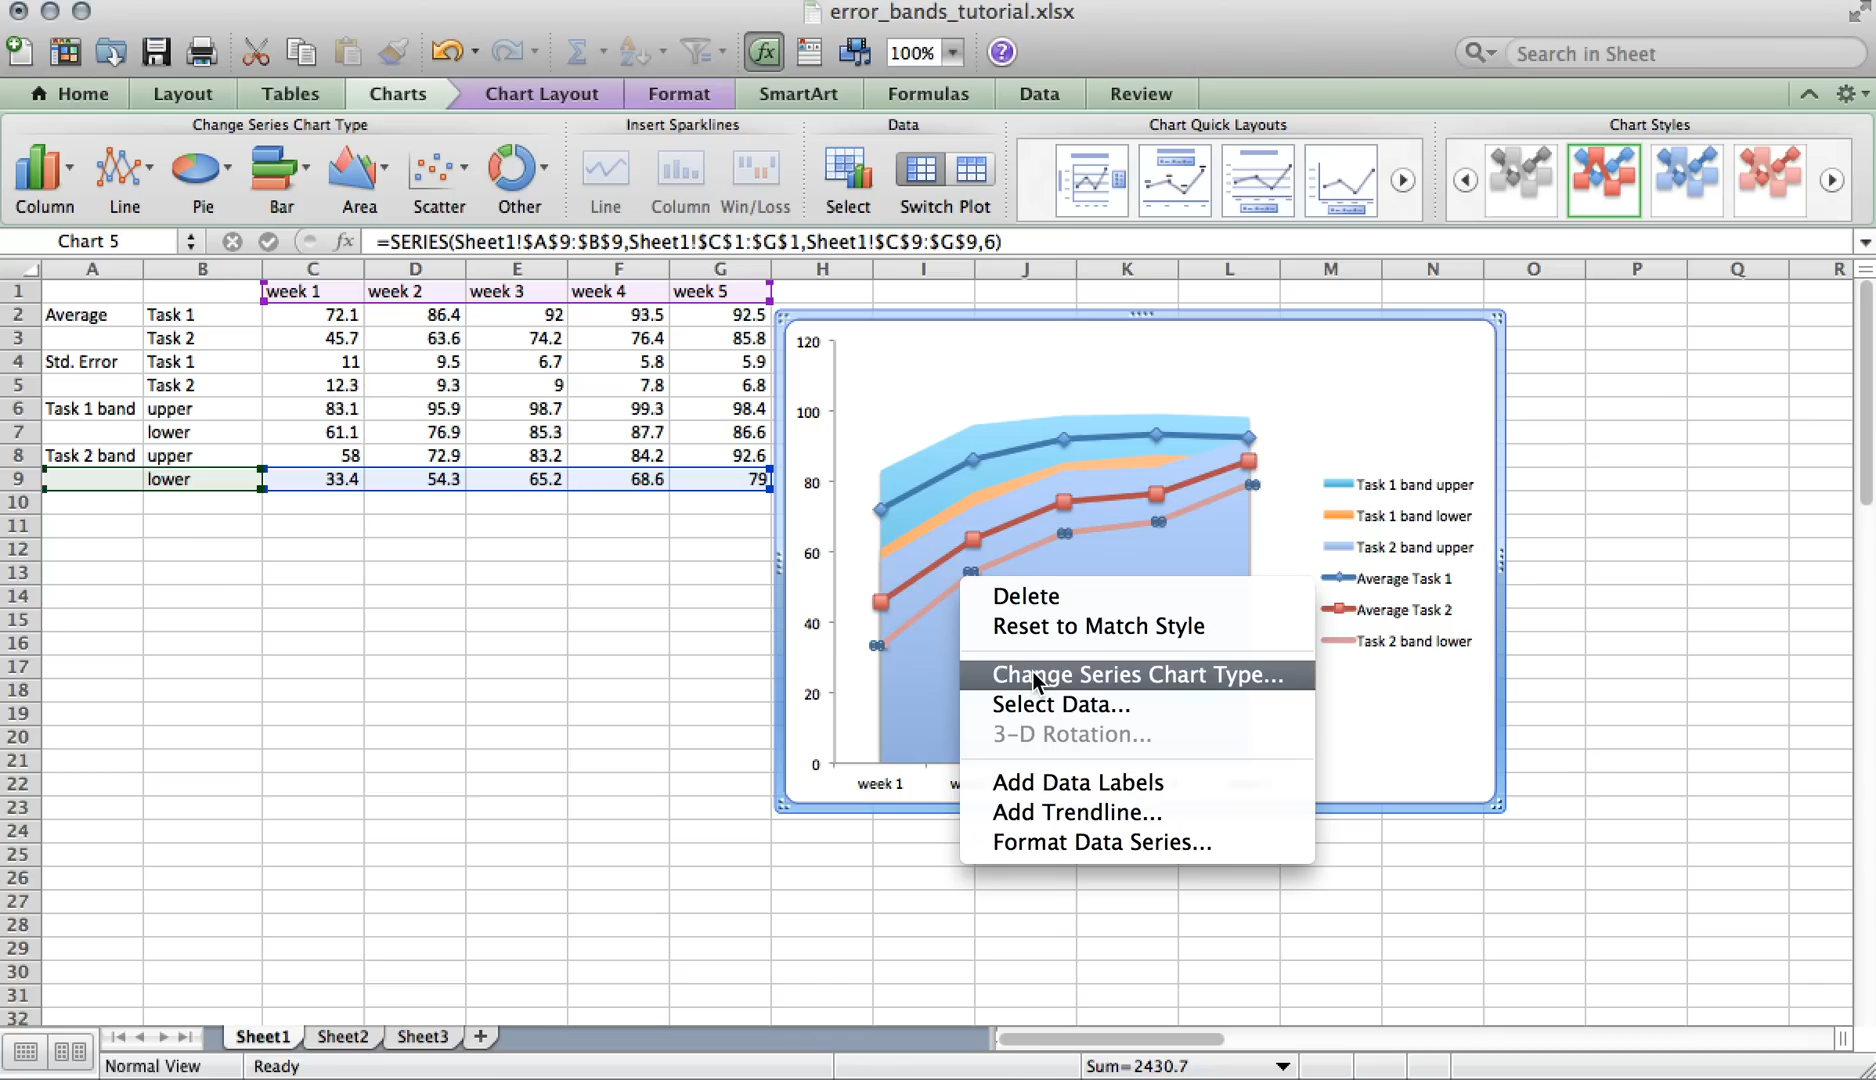 error_bands_tutorial.xlsx
100%
Search in Sheet
Home Layout Tables Charts Chart Layout Format SmartArt Formulas Data Review
Change Series Chart Type Insert Sparklines Data Chart Quick Layouts Chart Styles
Column Line Pie Bar Area Scatter Other Line Column Win/Loss Select Switch Plot
Chart 5 fx =SERIES(Sheet1!$A$9:$B$9,Sheet1!$C$1:$G$1,Sheet1!$C$9:$G$9,6)
A B C D E F G H I J K L M N O P Q R
1 week 1 week 2 week 3 week 4 week 5
2 Average Task 1 72.1 86.4 92 93.5 92.5
3 Task 2 45.7 63.6 74.2 76.4 85.8
4 Std. Error Task 1 11 9.5 6.7 5.8 5.9
5 Task 2 12.3 9.3 9 7.8 6.8
6 Task 1 band upper 83.1 95.9 98.7 99.3 98.4
7 lower 61.1 76.9 85.3 87.7 86.6
8 Task 2 band upper 58 72.9 83.2 84.2 92.6
9 lower 33.4 54.3 65.2 68.6 79
10
11
12
13
14
15
16
17
18
19
20
21
22
23
24
25
26
27
28
29
30
31
32
120
100
80
60
40
20
0
week 1
Task 1 band upper
Task 1 band lower
Task 2 band upper
Average Task 1
Average Task 2
Task 2 band lower
Delete
Reset to Match Style
Change Series Chart Type...
Select Data...
3-D Rotation...
Add Data Labels
Add Trendline...
Format Data Series...
Sheet1 Sheet2 Sheet3
Normal View Ready Sum=2430.7